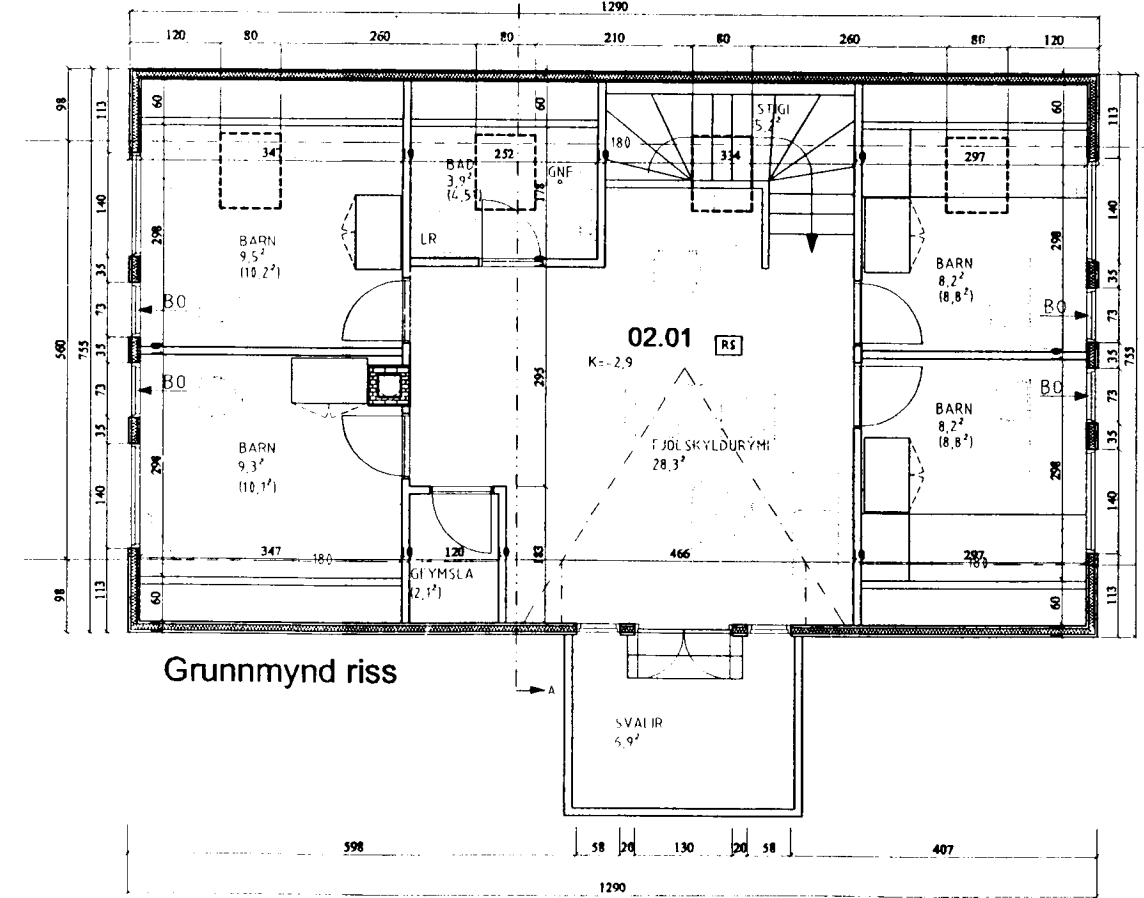 1290
120 80 260 80 210 80 260 80 120
98 113 60 60 113
STIGI
5,2²
180
347 252 334 297
BAÐ
3,9²
(4,5²)
GNF
178
LR
140 298 298 140
BARN
9,5²
(10,2²)
BARN
8,2²
(8,8²)
35 35
BO BO
73 73
02.01
RS
K=-2,9
560 755 35 295 35 755
BO BO
73 73
BARN
8,2²
(8,8²)
35 35
BARN
9,3²
(10,1²)
FJÖLSKYLDURÝMI
28,3²
298 298
140 140
347 180 120 183 466 297 180
GEYMSLA
(2,1²)
98 113 60 60 113
Grunnmynd riss
A
SVALIR
6,9²
598 58 20 130 20 58 407
1290